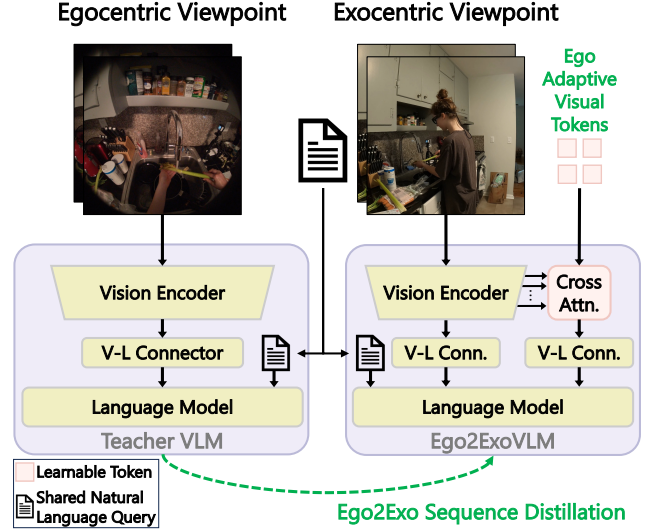 Egocentric Viewpoint
Exocentric Viewpoint
Ego
Adaptive
Visual
Tokens
Vision Encoder
V-L Connector
Language Model
Teacher VLM
Vision Encoder
Cross
Attn.
V-L Conn.
V-L Conn.
Language Model
Ego2ExoVLM
Learnable Token
Shared Natural
Language Query
Ego2Exo Sequence Distillation